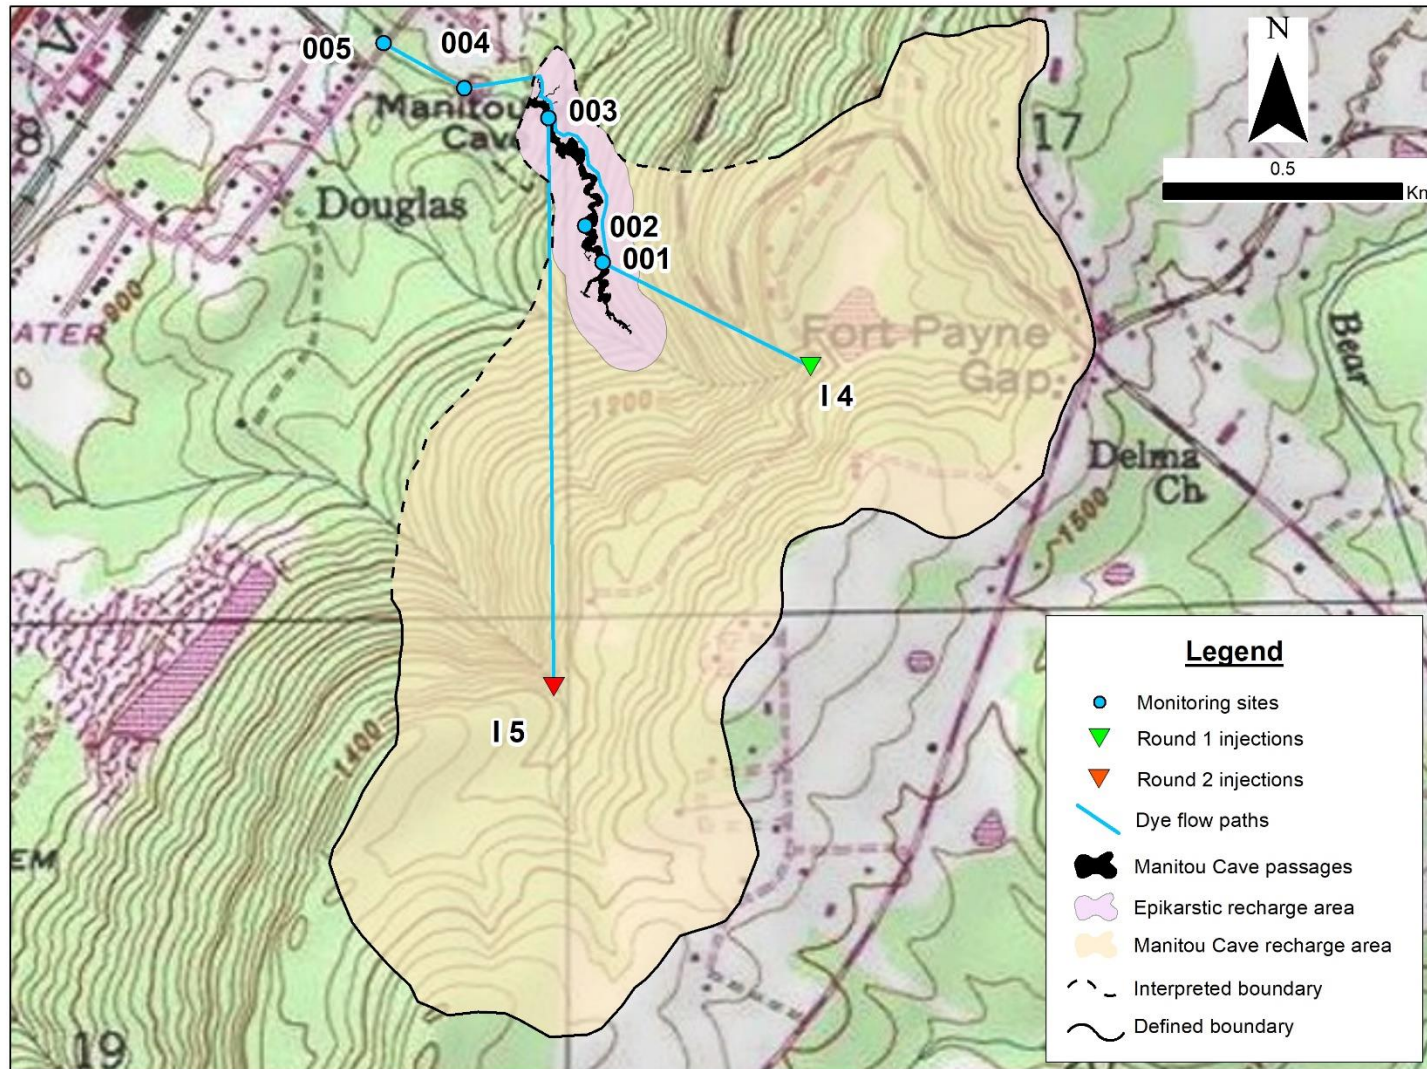 005
004
N
0.5
Km
8
Manitou
Cave
003
17
Douglas
002
001
900
ATER
Fort Payne
Gap
Bear
1200
I 4
Delma
Ch
1500
I 5
1400
EM
19
Legend
Monitoring sites
Round 1 injections
Round 2 injections
Dye flow paths
Manitou Cave passages
Epikarstic recharge area
Manitou Cave recharge area
Interpreted boundary
Defined boundary